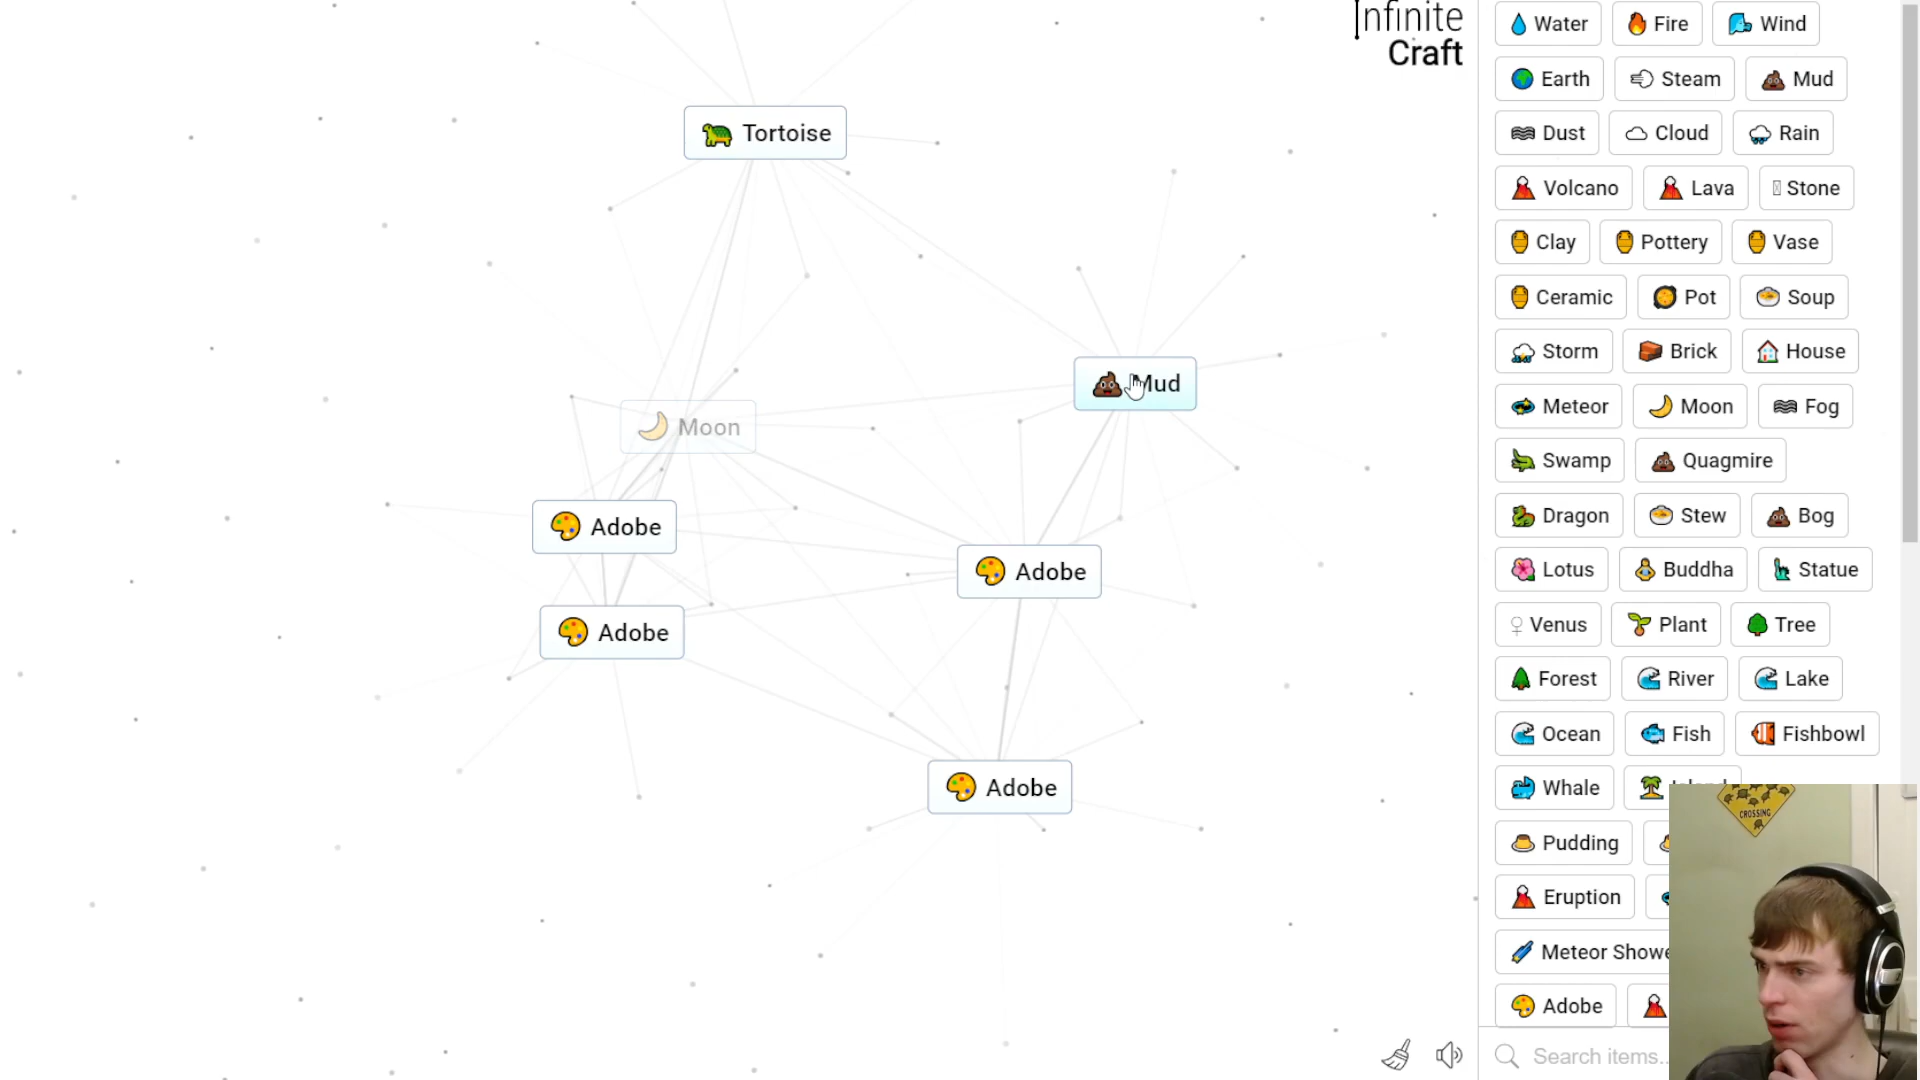 Infinite
Craft
Tortoise
Mud
Moon
Adobe
Adobe
Adobe
Adobe
Water Fire Wind
Earth Steam Mud
Dust Cloud Rain
Volcano Lava Stone
Clay Pottery Vase
Ceramic Pot Soup
Storm Brick House
Meteor Moon Fog
Swamp Quagmire
Dragon Stew Bog
Lotus Buddha Statue
Venus Plant Tree
Forest River Lake
Ocean Fish Fishbowl
Whale Island
Pudding
Eruption
Meteor Showe
Adobe
Search items..
CROSSING